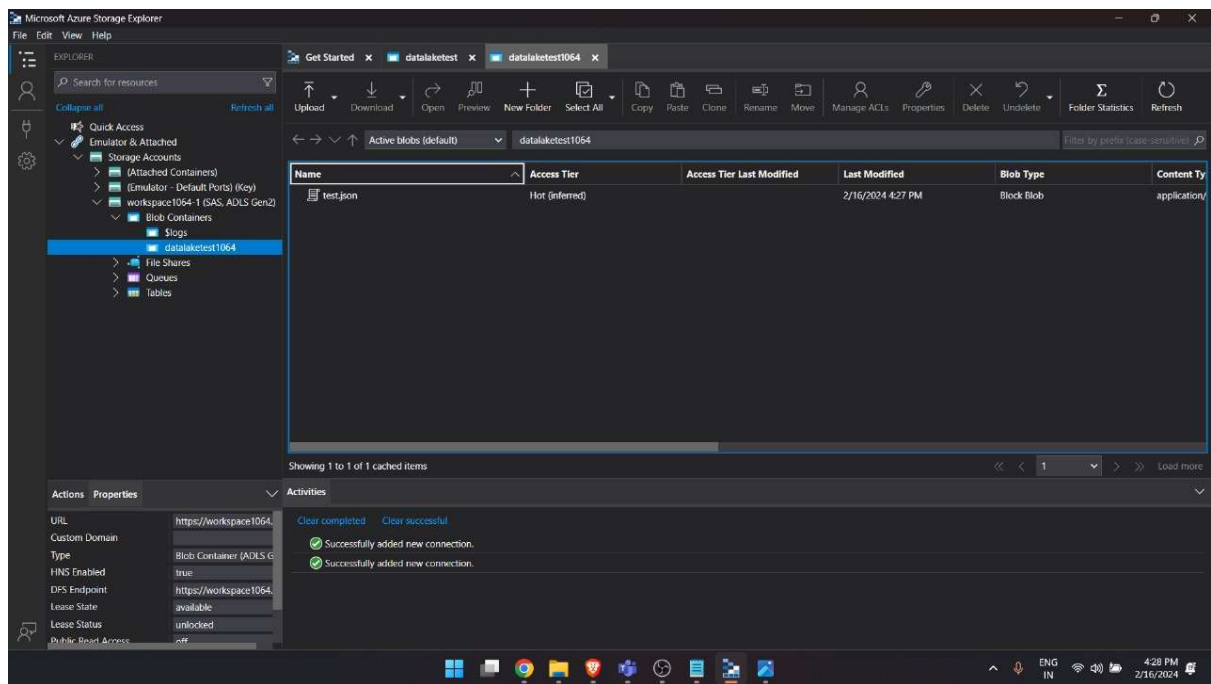 Microsoft Azure Storage Explorer
File Edit View Help
EXPLORER
Search for resources
Collapse all Refresh all
Quick Access
Emulator & Attached
Storage Accounts
(Attached Containers)
(Emulator - Default Ports) (Key)
workspace1064-1 (SAS, ADLS Gen2)
Blob Containers
$logs
datalaketest1064
File Shares
Queues
Tables
Get Started datalaketest datalaketest1064
Upload Download Open Preview New Folder Select All Copy Paste Clone Rename Move Manage ACLs Properties Delete Undelete Folder Statistics Refresh
Active blobs (default) datalaketest1064 Filter by prefix (case-sensitive)
Name Access Tier Access Tier Last Modified Last Modified Blob Type Content Ty
test.json Hot (inferred) 2/16/2024 4:27 PM Block Blob application/
Showing 1 to 1 of 1 cached items 1 Load more
Actions Properties
URL https://workspace1064.
Custom Domain
Type Blob Container (ADLS G
HNS Enabled true
DFS Endpoint https://workspace1064.
Lease State available
Lease Status unlocked
Public Read Access off
Activities
Clear completed Clear successful
Successfully added new connection.
Successfully added new connection.
ENG
IN
4:28 PM
2/16/2024